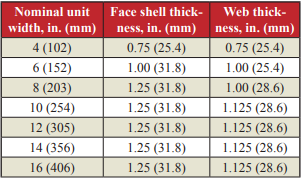 Nominal unit width, in. (mm) Face shell thick-ness, in. (mm) Web thick-ness, in. (mm)
4 (102) 0.75 (25.4) 0.75 (25.4)
6 (152) 1.00 (31.8) 1.00 (25.4)
8 (203) 1.25 (31.8) 1.00 (28.6)
10 (254) 1.25 (31.8) 1.125 (28.6)
12 (305) 1.25 (31.8) 1.125 (28.6)
14 (356) 1.25 (31.8) 1.125 (28.6)
16 (406) 1.25 (31.8) 1.125 (28.6)